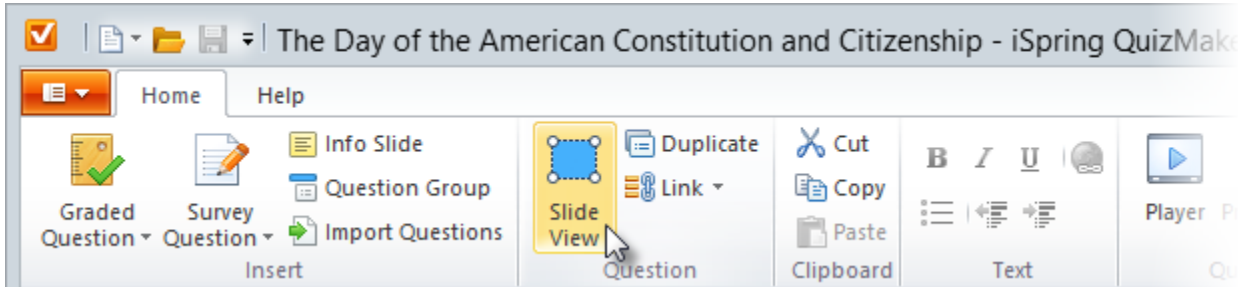 The Day of the American Constitution and Citizenship - iSpring QuizMake
Home Help
Graded Question
Survey Question
Info Slide
Question Group
Import Questions
Insert
Slide View
Duplicate
Link
Question
Cut
Copy
Paste
Clipboard
B I U
Text
Player